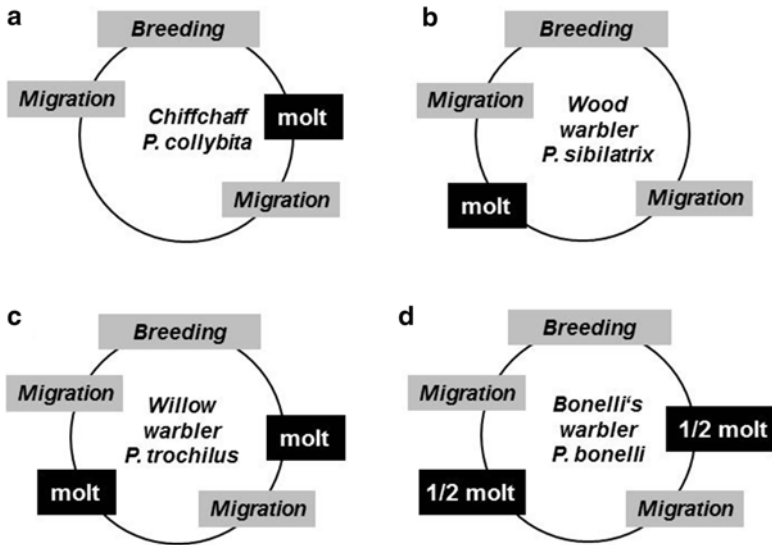 a
Breeding
Migration
Chiffchaff
P. collybita
molt
Migration
b
Breeding
Migration
Wood
warbler
P. sibilatrix
molt
Migration
c
Breeding
Migration
Willow
warbler
P. trochilus
molt
molt
Migration
d
Breeding
Migration
Bonelli‘s
warbler
P. bonelli
1/2 molt
1/2 molt
Migration